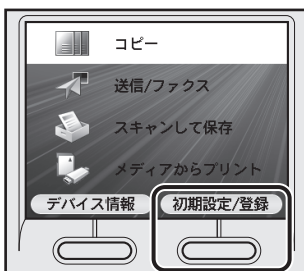 コピー
送信/ファクス
スキャンして保存
メディアからプリント
デバイス情報
初期設定/登録